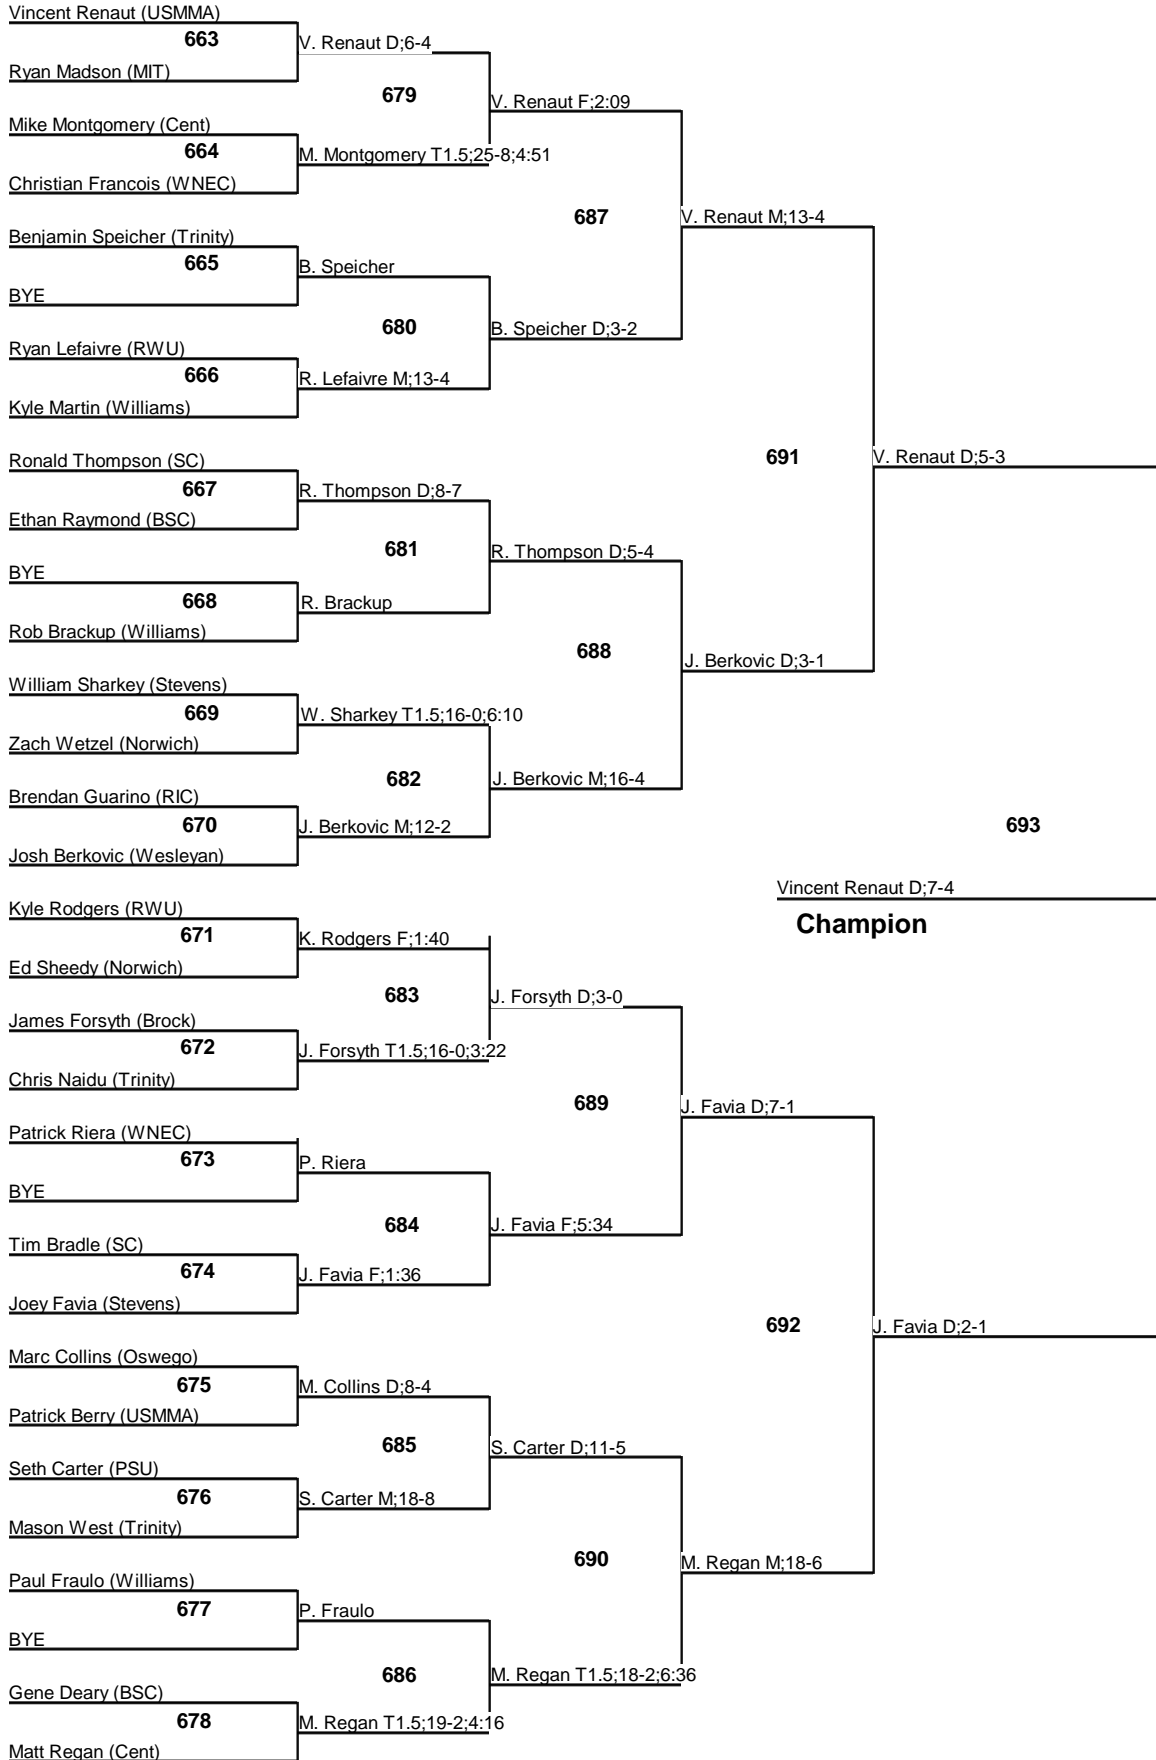 Vincent Renaut (USMMA)
663
V. Renaut D;6-4
Ryan Madson (MIT)
679
V. Renaut F;2:09
Mike Montgomery (Cent)
664
M. Montgomery T1.5;25-8;4:51
Christian Francois (WNEC)
687
V. Renaut M;13-4
Benjamin Speicher (Trinity)
665
B. Speicher
BYE
680
B. Speicher D;3-2
Ryan Lefaivre (RWU)
666
R. Lefaivre M;13-4
Kyle Martin (Williams)
691
V. Renaut D;5-3
Ronald Thompson (SC)
667
R. Thompson D;8-7
Ethan Raymond (BSC)
681
R. Thompson D;5-4
BYE
668
R. Brackup
Rob Brackup (Williams)
688
J. Berkovic D;3-1
William Sharkey (Stevens)
669
W. Sharkey T1.5;16-0;6:10
Zach Wetzel (Norwich)
682
J. Berkovic M;16-4
Brendan Guarino (RIC)
670
J. Berkovic M;12-2
Josh Berkovic (Wesleyan)
693
Vincent Renaut D;7-4
Champion
Kyle Rodgers (RWU)
671
K. Rodgers F;1:40
Ed Sheedy (Norwich)
683
J. Forsyth D;3-0
James Forsyth (Brock)
672
J. Forsyth T1.5;16-0;3:22
Chris Naidu (Trinity)
689
J. Favia D;7-1
Patrick Riera (WNEC)
673
P. Riera
BYE
684
J. Favia F;5:34
Tim Bradle (SC)
674
J. Favia F;1:36
Joey Favia (Stevens)
692
J. Favia D;2-1
Marc Collins (Oswego)
675
M. Collins D;8-4
Patrick Berry (USMMA)
685
S. Carter D;11-5
Seth Carter (PSU)
676
S. Carter M;18-8
Mason West (Trinity)
690
M. Regan M;18-6
Paul Fraulo (Williams)
677
P. Fraulo
BYE
686
M. Regan T1.5;18-2;6:36
Gene Deary (BSC)
678
M. Regan T1.5;19-2;4:16
Matt Regan (Cent)